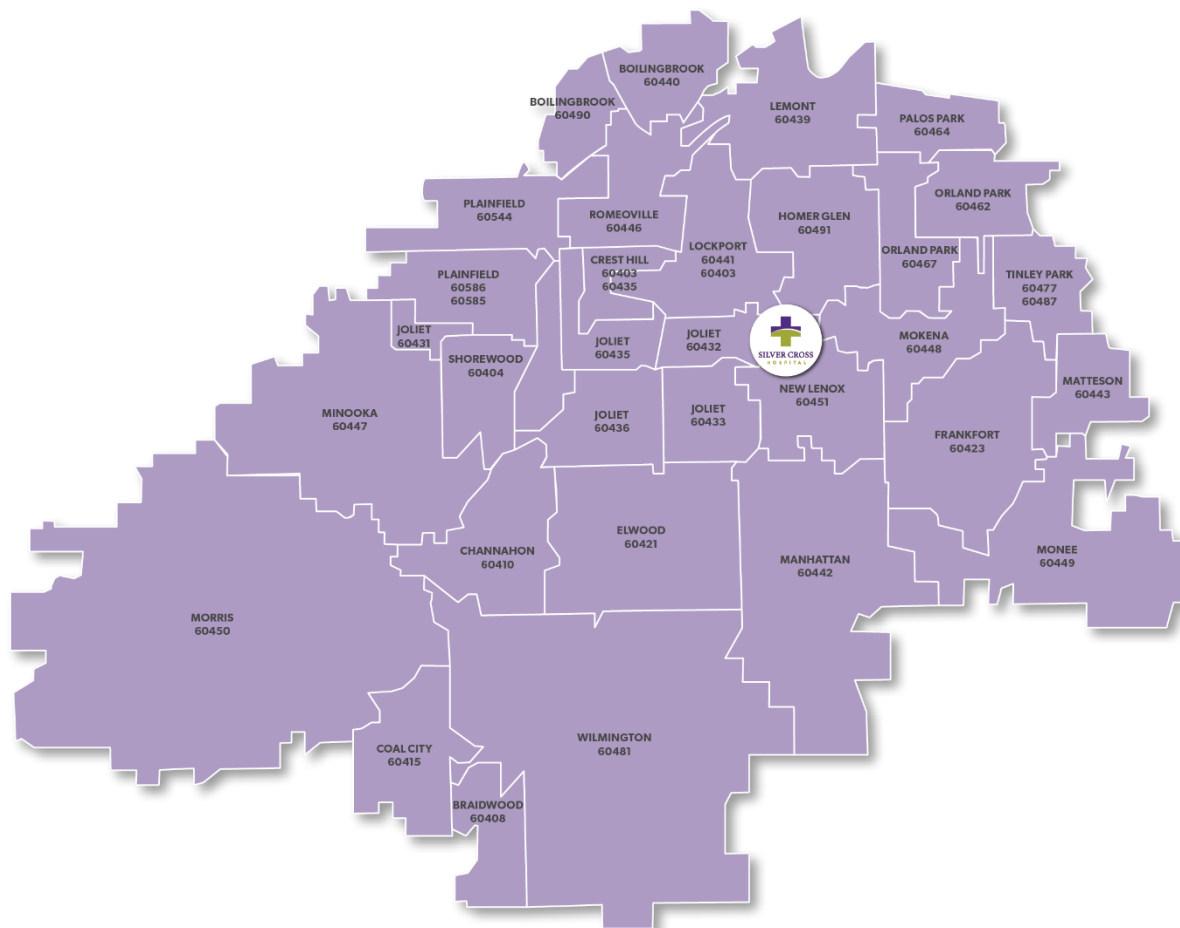 BOILINGBROOK
60440
BOILINGBROOK
60490
LEMONT
60439
PALOS PARK
60464
PLAINFIELD
60544
ROMEOVILLE
60446
HOMER GLEN
60491
ORLAND PARK
60462
LOCKPORT
60441
60403
ORLAND PARK
60467
CREST HILL
60403
60435
PLAINFIELD
60586
60585
TINLEY PARK
60477
60487
JOLIET
60431
JOLIET
60435
JOLIET
60432
SILVER CROSS
HOSPITAL
MOKENA
60448
SHOREWOOD
60404
MINOOKA
60447
JOLIET
60436
JOLIET
60433
NEW LENOX
60451
MATTESON
60443
FRANKFORT
60423
CHANNAHON
60410
ELWOOD
60421
MANHATTAN
60442
MONEE
60449
MORRIS
60450
COAL CITY
60415
WILMINGTON
60481
BRAIDWOOD
60408